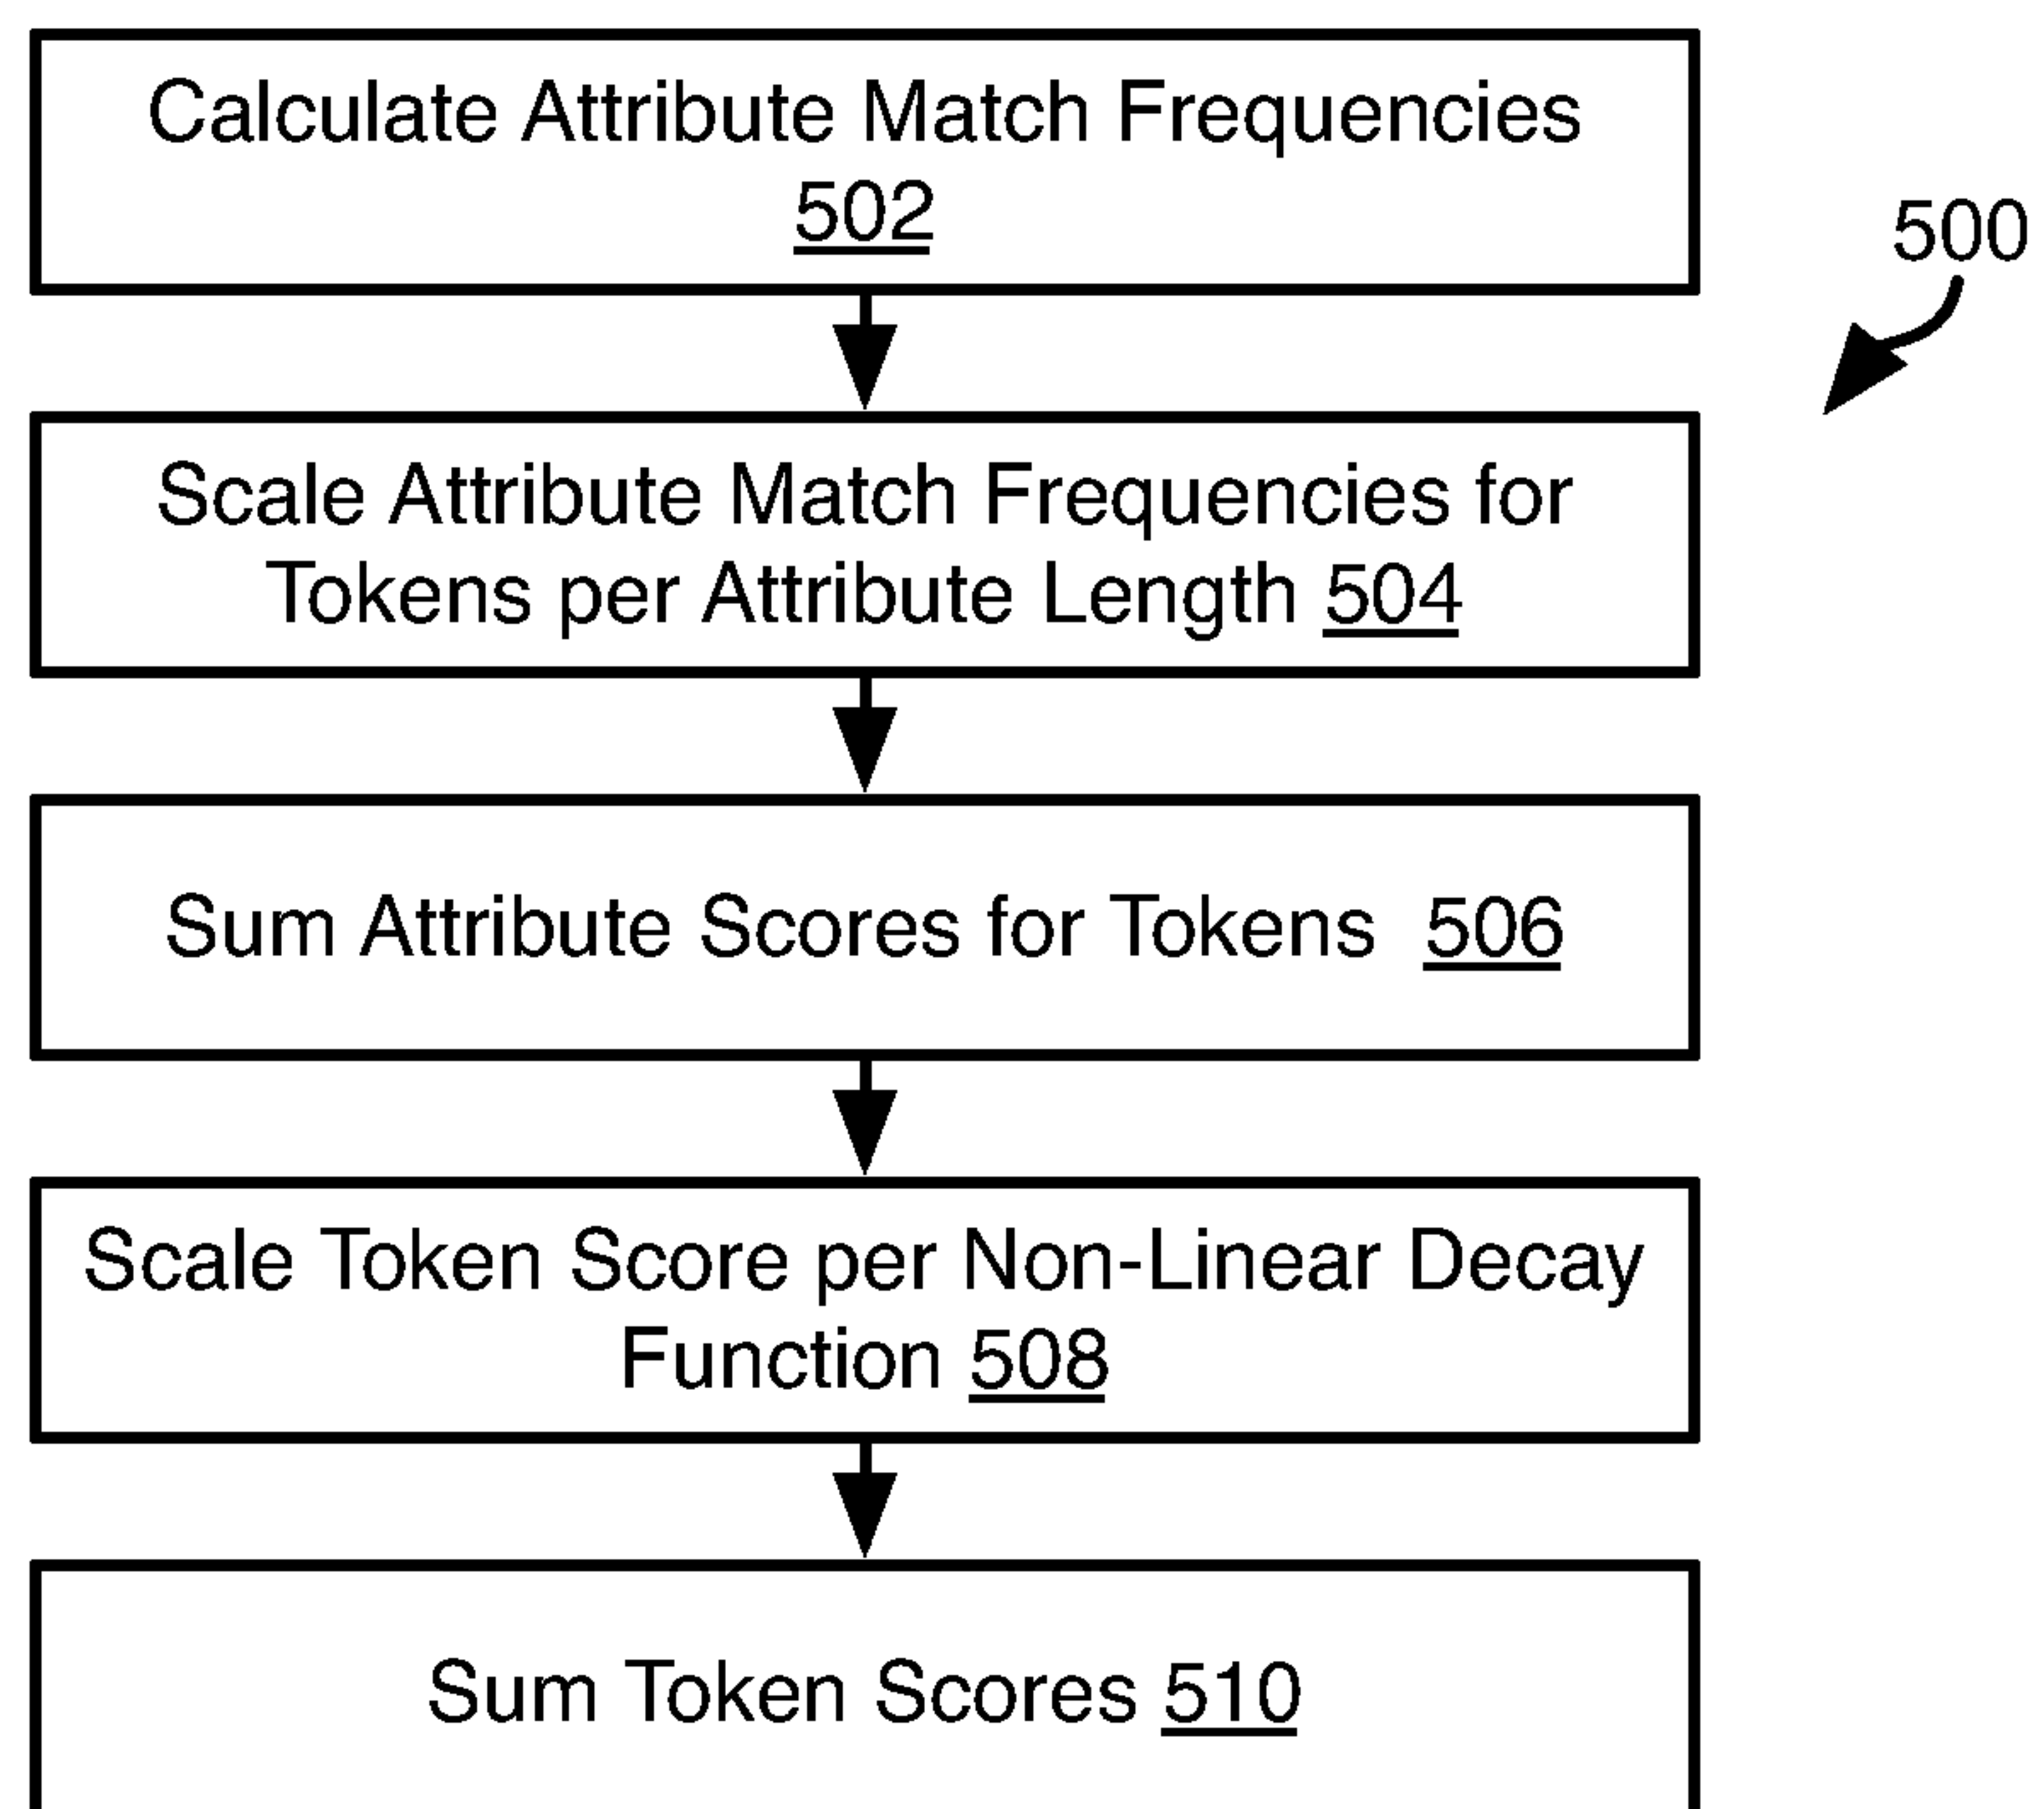 Calculate Attribute Match Frequencies
502
500
Scale Attribute Match Frequencies for
Tokens per Attribute Length 504
Sum Attribute Scores for Tokens 506
Scale Token Score per Non-Linear Decay
Function 508
Sum Token Scores 510